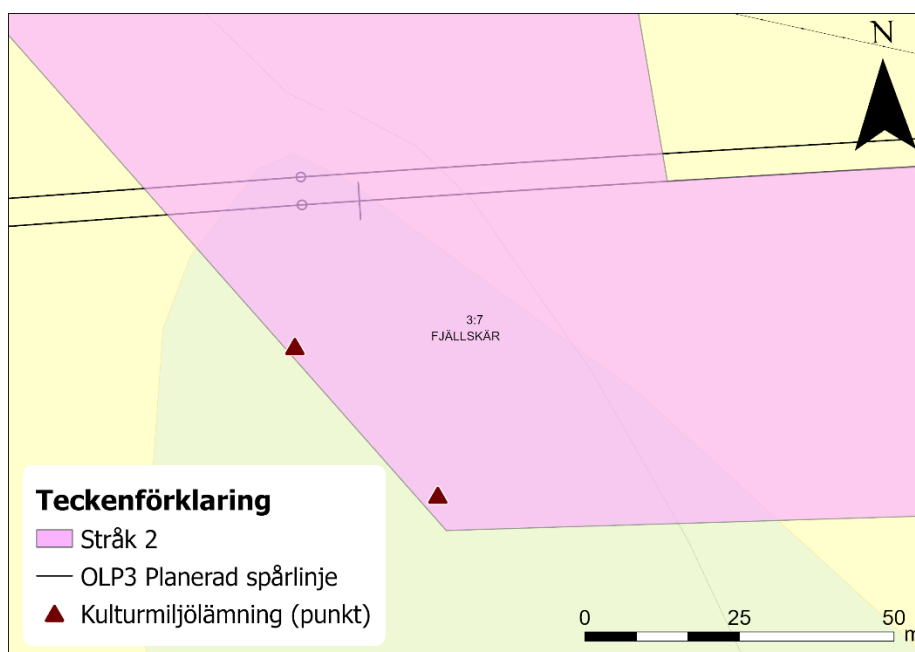 N
3:7
FJÄLLSKÄR
Teckenförklaring
Stråk 2
OLP3 Planerad spårlinje
Kulturmiljölämning (punkt)
0 25 50
m